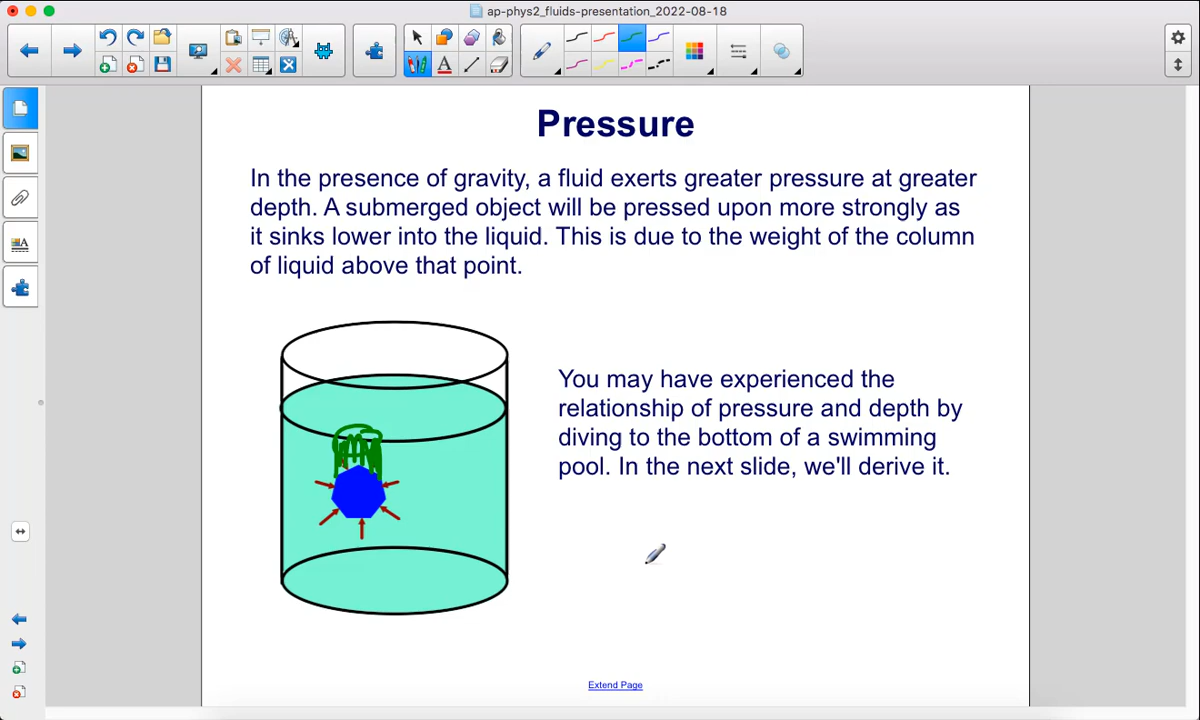 ap-phys2_fluids-presentation_2022-08-18
Pressure
In the presence of gravity, a fluid exerts greater pressure at greater
depth. A submerged object will be pressed upon more strongly as
it sinks lower into the liquid. This is due to the weight of the column
of liquid above that point.
You may have experienced the
relationship of pressure and depth by
diving to the bottom of a swimming
pool. In the next slide, we'll derive it.
Extend Page